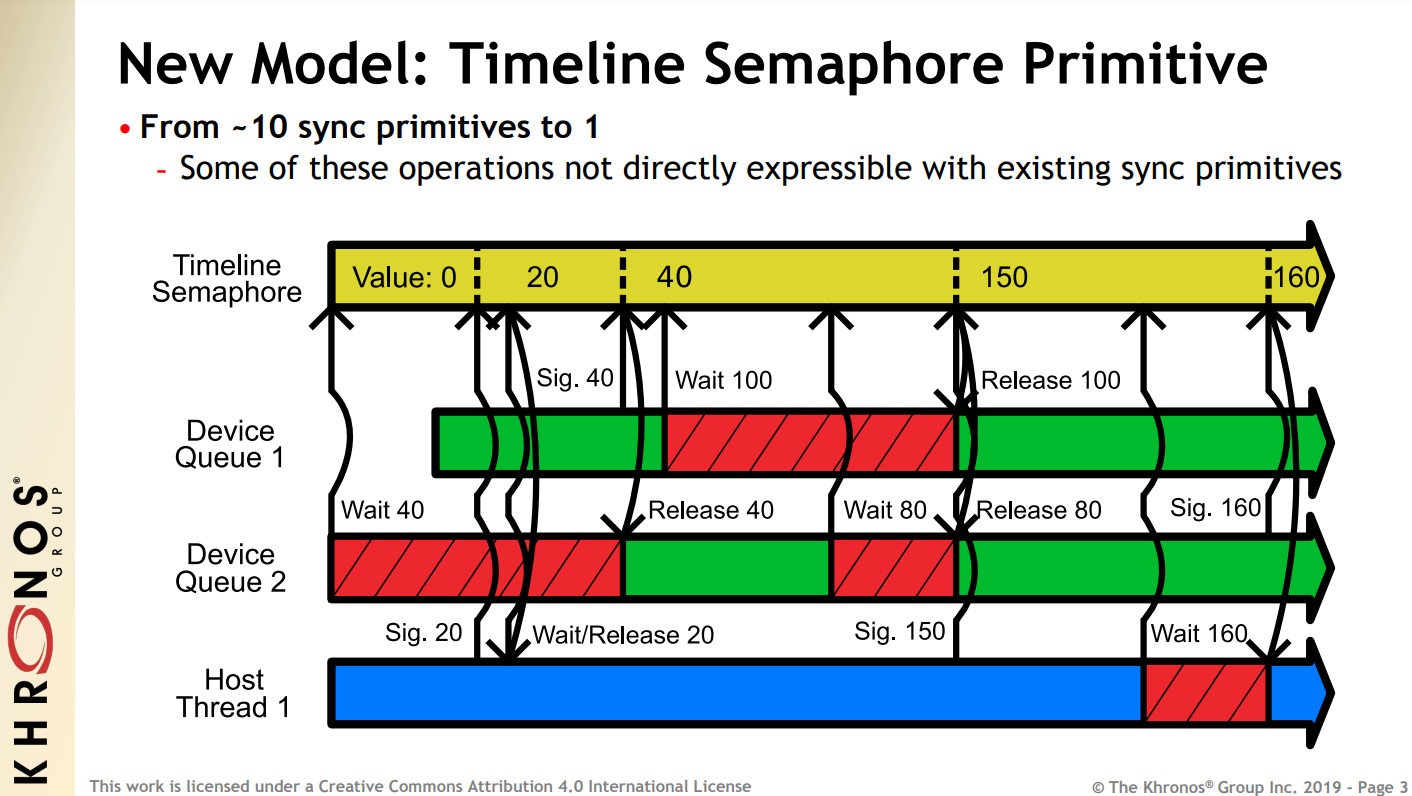 New Model: Timeline Semaphore Primitive
• From ~10 sync primitives to 1
- Some of these operations not directly expressible with existing sync primitives
Timeline
Semaphore
Value: 0
20
40
150
160
Sig. 40
Wait 100
Release 100
Device
Queue 1
Wait 40
Release 40
Wait 80
Release 80
Sig. 160
Device
Queue 2
Sig. 20
Wait/Release 20
Sig. 150
Wait 160
Host
Thread 1
KHRONOS®
GROUP
This work is licensed under a Creative Commons Attribution 4.0 International License
© The Khronos® Group Inc. 2019 - Page 3